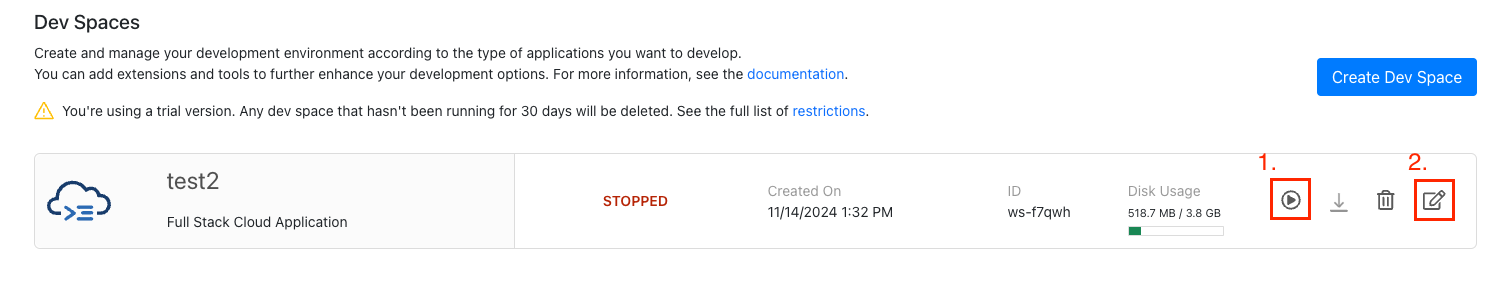 Dev Spaces
Create and manage your development environment according to the type of applications you want to develop.
You can add extensions and tools to further enhance your development options. For more information, see the documentation.
Create Dev Space
You're using a trial version. Any dev space that hasn't been running for 30 days will be deleted. See the full list of restrictions.
test2
Full Stack Cloud Application
STOPPED
Created On
11/14/2024 1:32 PM
ID
ws-f7qwh
Disk Usage
518.7 MB / 3.8 GB
1.
2.